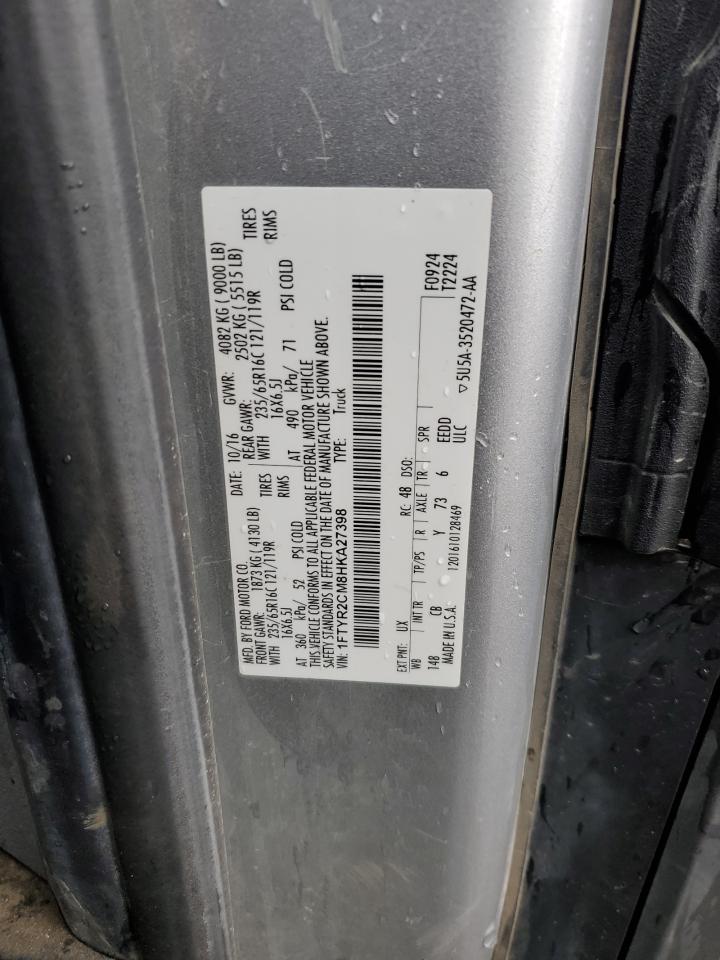 MFD. BY FORD MOTOR CO.
DATE: 10/16 GVWR: 4082 KG ( 9000 LB)
FRONT GAWR: 1873 KG ( 4130 LB) REAR GAWR: 2502 KG ( 5515 LB)
WITH 235/65R16C 121/119R TIRES WITH 235/65R16C 121/119R TIRES
16X6.5J RIMS 16X6.5J RIMS
AT 360 kPa/ 52 PSI COLD AT 490 kPa/ 71 PSI COLD
THIS VEHICLE CONFORMS TO ALL APPLICABLE FEDERAL MOTOR VEHICLE
SAFETY STANDARDS IN EFFECT ON THE DATE OF MANUFACTURE SHOWN ABOVE.
VIN: 1FTYR2CM8HKA27398 TYPE: Truck
EXT PNT: UX RC: 48 DSO: F0924
WB INT TR TP/PS R AXLE TR SPR T2224
148 CB Y 73 6 EEDD
MADE IN U.S.A. 1201610128469 ULC ▽5U5A-3520472-AA